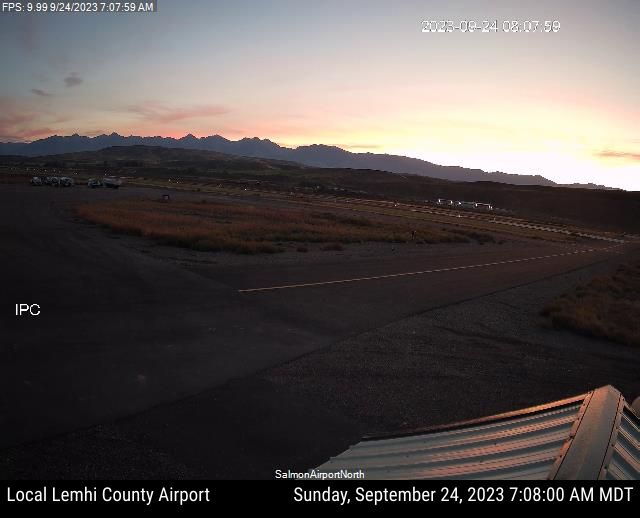 FPS: 9.99 9/24/2023 7:07:59 AM
2023-09-24 08:07:59
IPC
SalmonAirportNorth
Local Lemhi County Airport Sunday, September 24, 2023 7:08:00 AM MDT